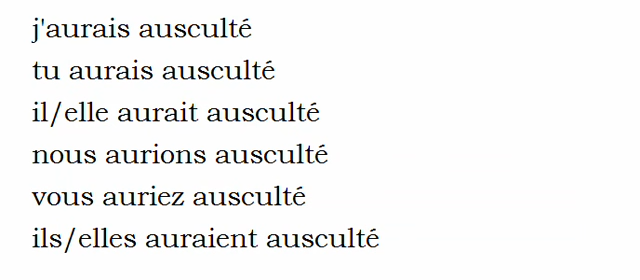 j'aurais ausculté
tu aurais ausculté
il/elle aurait ausculté
nous aurions ausculté
vous auriez ausculté
ils/elles auraient ausculté